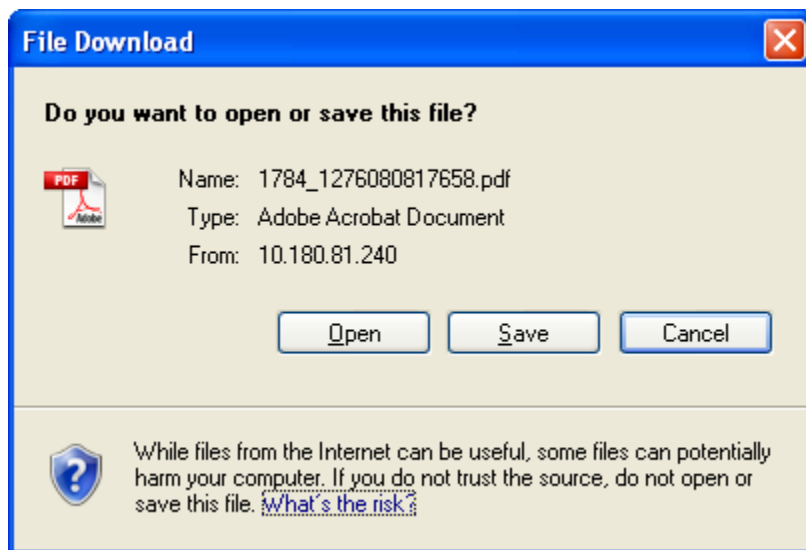 File Download
Do you want to open or save this file?
PDF
Adobe
Name: 1784_1276080817658.pdf
Type: Adobe Acrobat Document
From: 10.180.81.240
Open Save Cancel
While files from the Internet can be useful, some files can potentially
harm your computer. If you do not trust the source, do not open or
save this file. What's the risk?